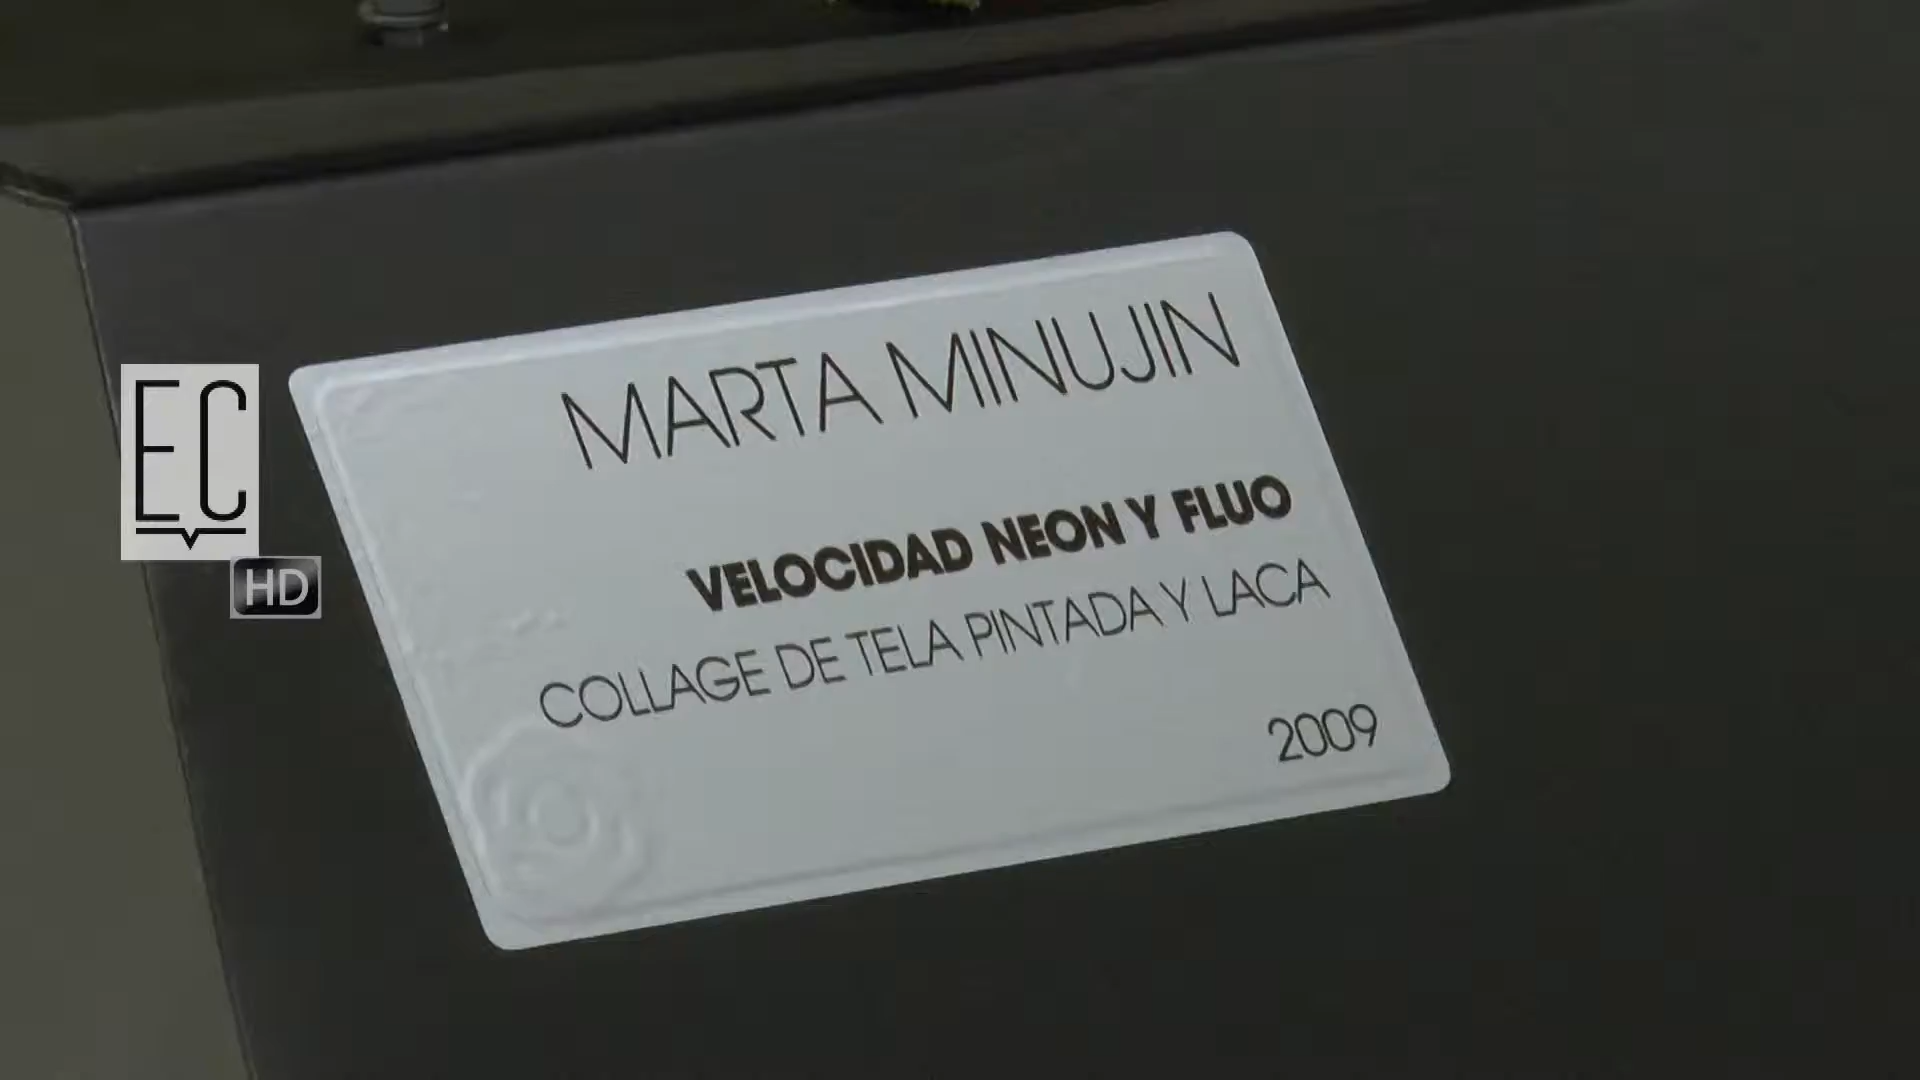 MARTA MINUJIN
VELOCIDAD NEON Y FLUO
COLLAGE DE TELA PINTADA Y LACA
2009
EC
HD